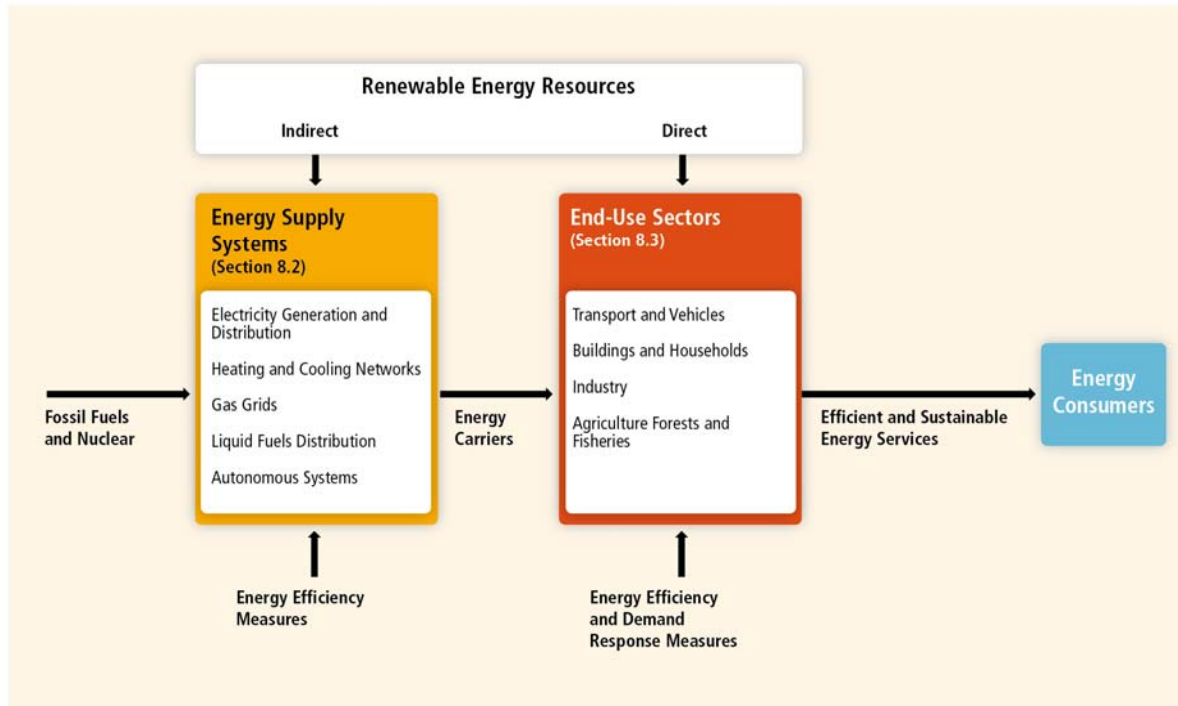 Renewable Energy Resources
Indirect
Direct
Energy Supply
Systems
(Section 8.2)
Electricity Generation and
Distribution
Heating and Cooling Networks
Gas Grids
Liquid Fuels Distribution
Autonomous Systems
End-Use Sectors
(Section 8.3)
Transport and Vehicles
Buildings and Households
Industry
Agriculture Forests and
Fisheries
Fossil Fuels
and Nuclear
Energy
Carriers
Efficient and Sustainable
Energy Services
Energy
Consumers
Energy Efficiency
Measures
Energy Efficiency
and Demand
Response Measures